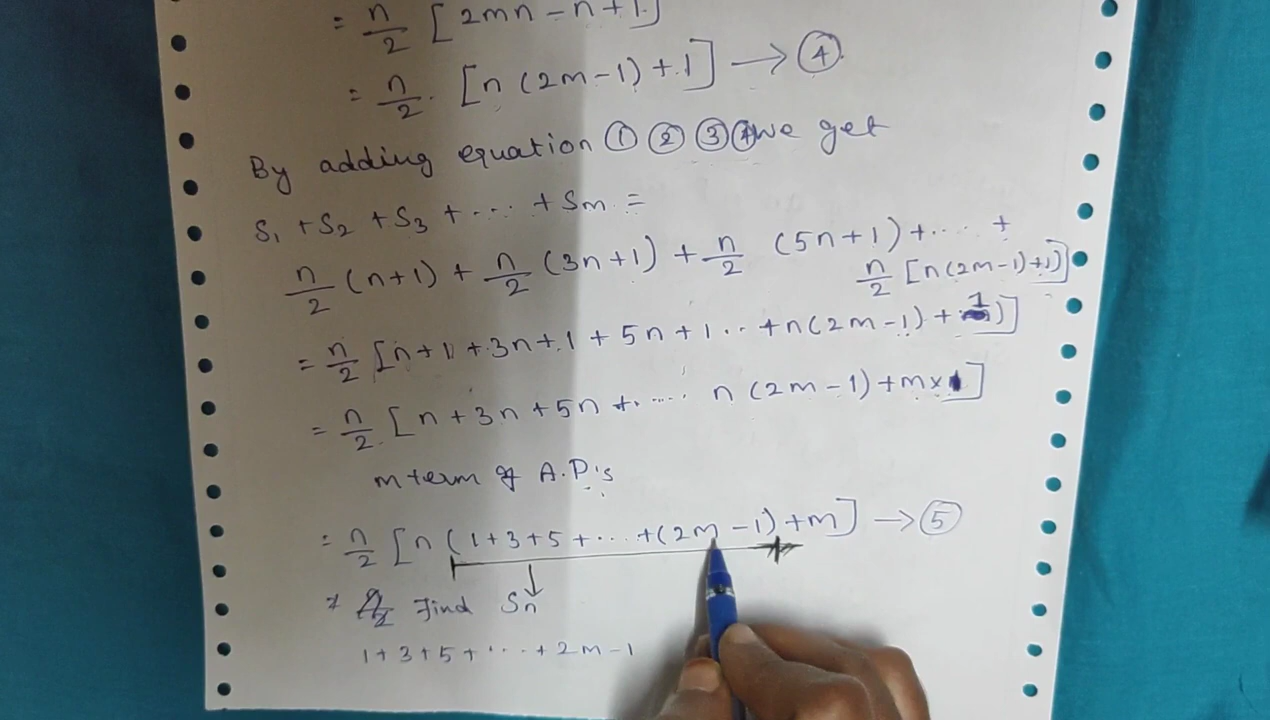 = n/2 [2mn - n + 1]
= n/2 . [n (2m - 1) + 1] → ④
By adding equation ① ② ③ ④ we get
S₁ + S₂ + S₃ + ···· + Sm =
n/2 (n+1) + n/2 (3n+1) + n/2 (5n+1) + ···· +
n/2 [n(2m-1)+1]
= n/2 [n+1 + 3n+1 + 5n+1 ·· + n(2m-1) + 1)]
= n/2 [n + 3n + 5n + ····· n (2m-1) + m×1]
m term of A.P.'s
= n/2 [n (1+3+5+ ··· + (2m-1) + m] → ⑤
Find Sn
1+3+5+ ··· + 2m-1